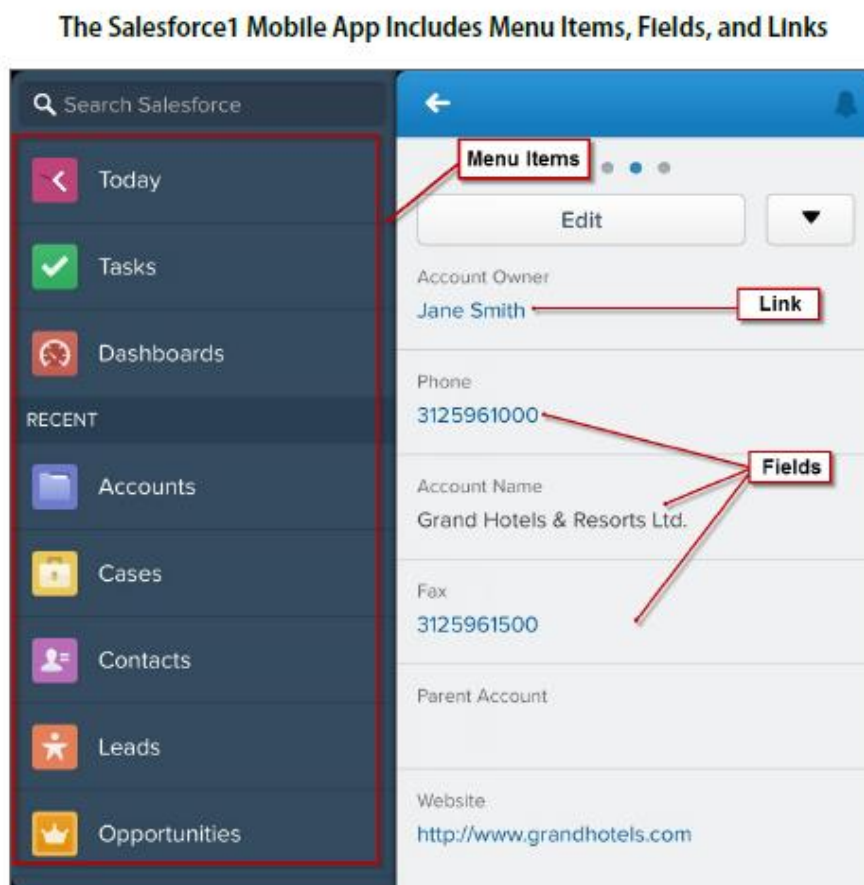 The Salesforce1 Mobile App Includes Menu Items, Fields, and Links
Search Salesforce
Today
Tasks
Dashboards
RECENT
Accounts
Cases
Contacts
Leads
Opportunities
Menu Items
Edit
Account Owner
Jane Smith
Link
Phone
3125961000
Fields
Account Name
Grand Hotels & Resorts Ltd.
Fax
3125961500
Parent Account
Website
http://www.grandhotels.com